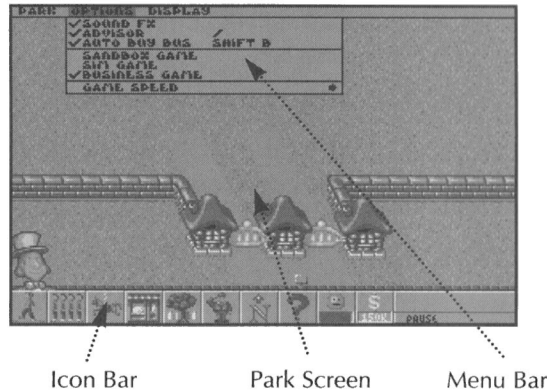 PARK OPTIONS DISPLAY
✓SOUND FX
✓ADVISOR /
✓AUTO BUY BUS SHIFT B
SANDBOX GAME
SIM GAME
✓BUSINESS GAME
GAME SPEED
S
150K PAUSE
Icon Bar Park Screen Menu Bar